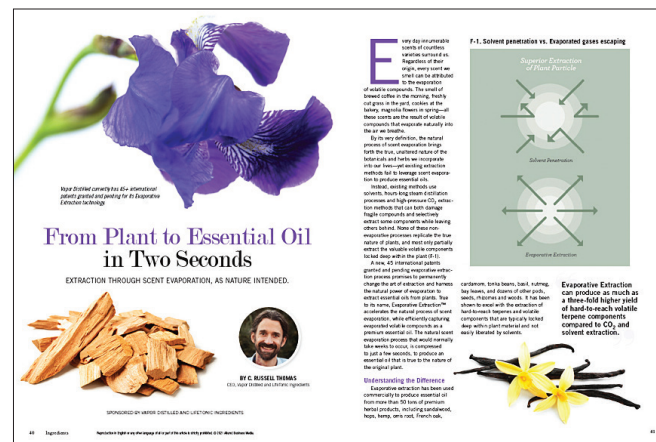 Vapor Distilled currently has 45+ international
patents granted and pending for its Evaporative
Extraction technology.
From Plant to Essential Oil
in Two Seconds
EXTRACTION THROUGH SCENT EVAPORATION, AS NATURE INTENDED.
BY C. RUSSELL THOMAS
CEO, Vapor Distilled and Lifetonic Ingredients
SPONSORED BY VAPOR DISTILLED AND LIFETONIC INGREDIENTS
Every day innumerable
scents of countless
varieties surround us.
Regardless of their
origin, every scent we
smell can be attributed
to the evaporation
of volatile compounds. The smell of
brewed coffee in the morning, freshly
cut grass in the yard, cookies at the
bakery, magnolia flowers in spring—all
these scents are the result of volatile
compounds that evaporate naturally into
the air we breathe.
By its very definition, the natural
process of scent evaporation brings
forth the true, unaltered nature of the
botanicals and herbs we incorporate
into our lives—yet existing extraction
methods fail to leverage scent evapora-
tion to produce essential oils.
Instead, existing methods use
solvents, hours-long steam distillation
processes and high-pressure CO2 extrac-
tion methods that can both damage
fragile compounds and selectively
extract some components while leaving
others behind. None of these non-
evaporative processes replicate the true
nature of plants, and most only partially
extract the valuable volatile components
locked deep within the plant (F-1).
A new, 45 international patents
granted and pending evaporative extrac-
tion process promises to permanently
change the art of extraction and harness
the natural power of evaporation to
extract essential oils from plants. True
to its name, Evaporative Extraction™
accelerates the natural process of scent
evaporation, while efficiently capturing
evaporated volatile compounds as a
premium essential oil. The natural scent
evaporation process that would normally
take weeks to occur, is compressed
to just a few seconds, to produce an
essential oil that is true to the nature of
the original plant.
Understanding the Difference
Evaporative extraction has been used
commercially to produce essential oil
from more than 50 tons of premium
herbal products, including sandalwood,
hops, hemp, orris root, French oak,
F-1. Solvent penetration vs. Evaporated gases escaping
Superior Extraction
of Plant Particle
Solvent Penetration
Evaporative Extraction
cardamom, tonka beans, basil, nutmeg,
bay leaves, and dozens of other pods,
seeds, rhizomes and woods. It has been
shown to excel with the extraction of
hard-to-reach terpenes and volatile
components that are typically locked
deep within plant material and not
easily liberated by solvents.
Evaporative Extraction
can produce as much as
a three-fold higher yield
of hard-to-reach volatile
terpene components
compared to CO2 and
solvent extraction.
Ingredients